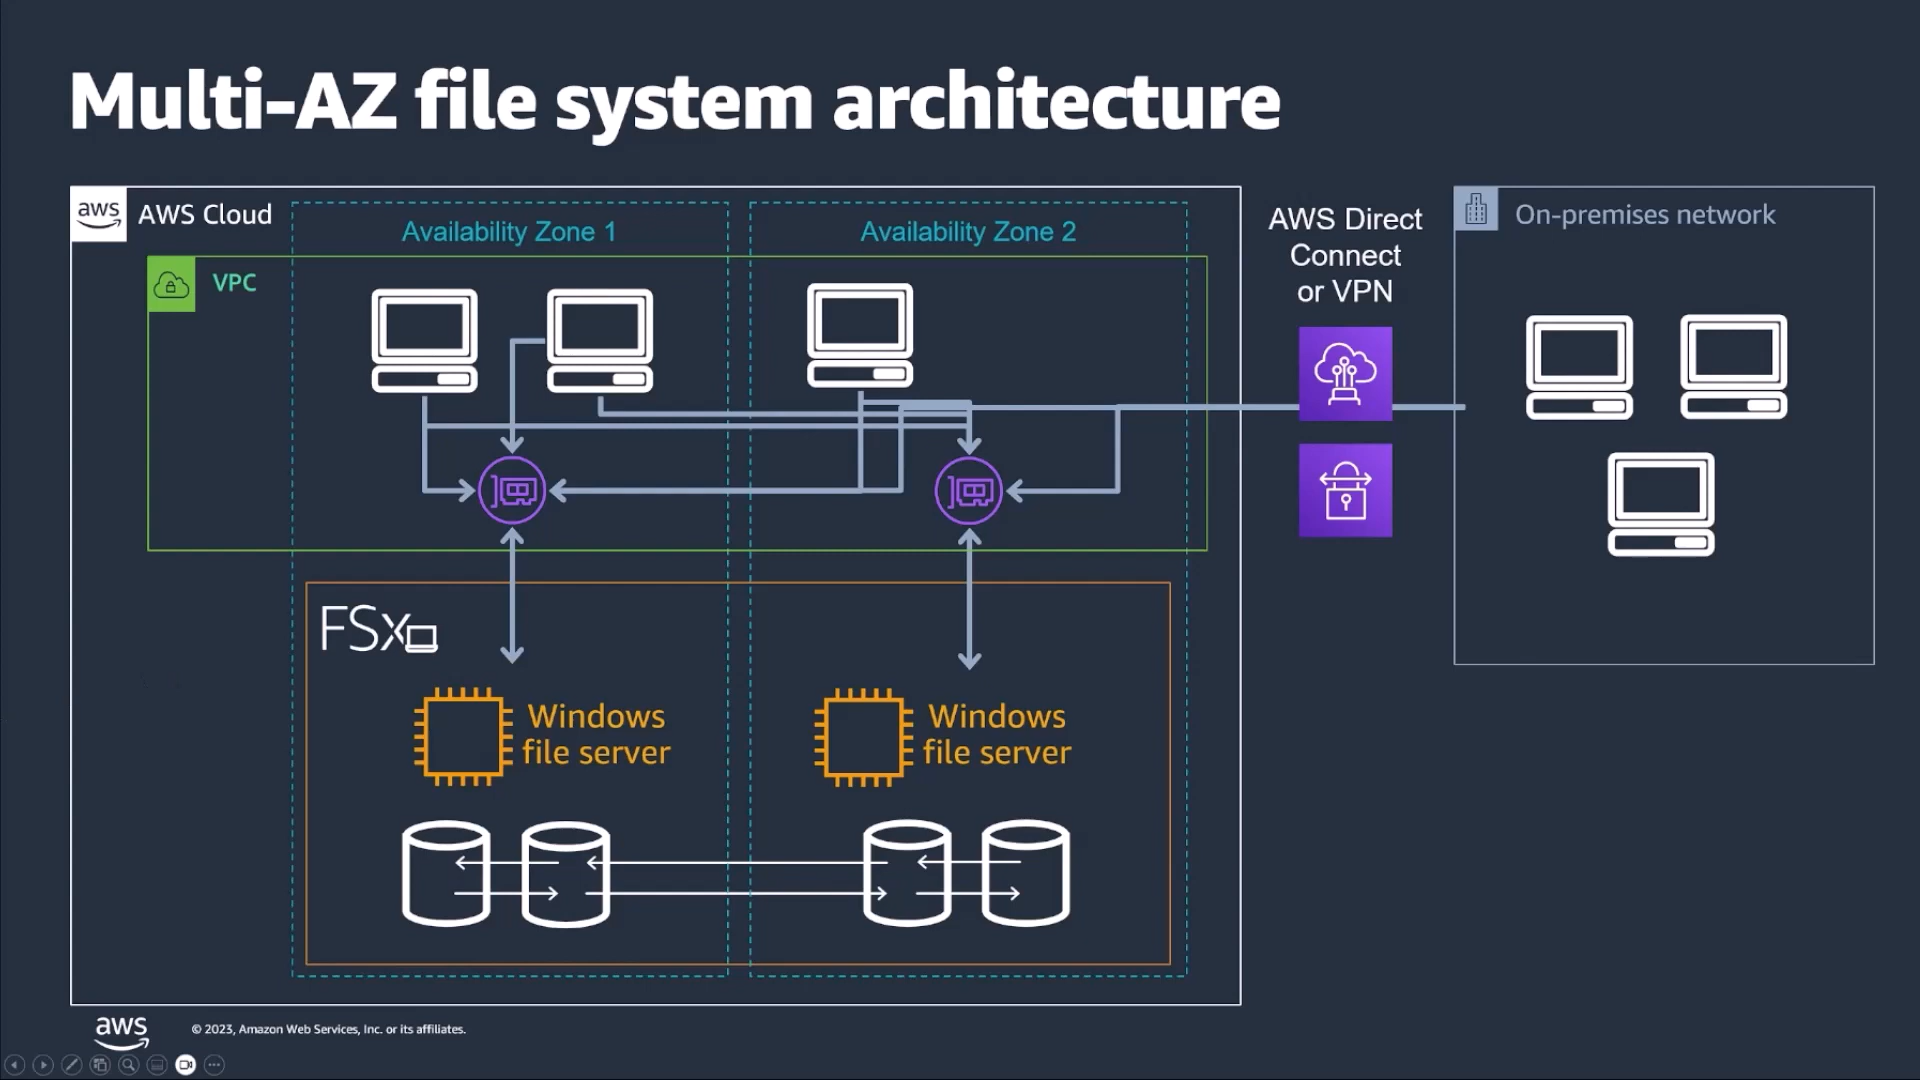 Multi-AZ file system architecture
aws
AWS Cloud
Availability Zone 1
Availability Zone 2
VPC
AWS Direct
Connect
or VPN
On-premises network
FSx
Windows
file server
Windows
file server
aws
© 2023, Amazon Web Services, Inc. or its affiliates.